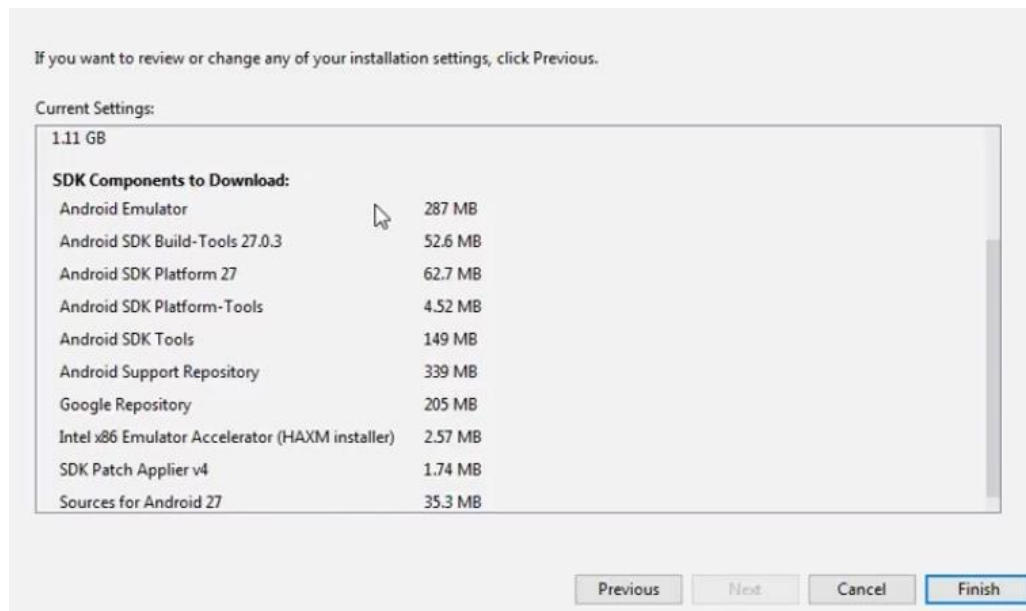 If you want to review or change any of your installation settings, click Previous.
Current Settings:
1.11 GB
SDK Components to Download:
Android Emulator 287 MB
Android SDK Build-Tools 27.0.3 52.6 MB
Android SDK Platform 27 62.7 MB
Android SDK Platform-Tools 4.52 MB
Android SDK Tools 149 MB
Android Support Repository 339 MB
Google Repository 205 MB
Intel x86 Emulator Accelerator (HAXM installer) 2.57 MB
SDK Patch Applier v4 1.74 MB
Sources for Android 27 35.3 MB
Previous Next Cancel Finish